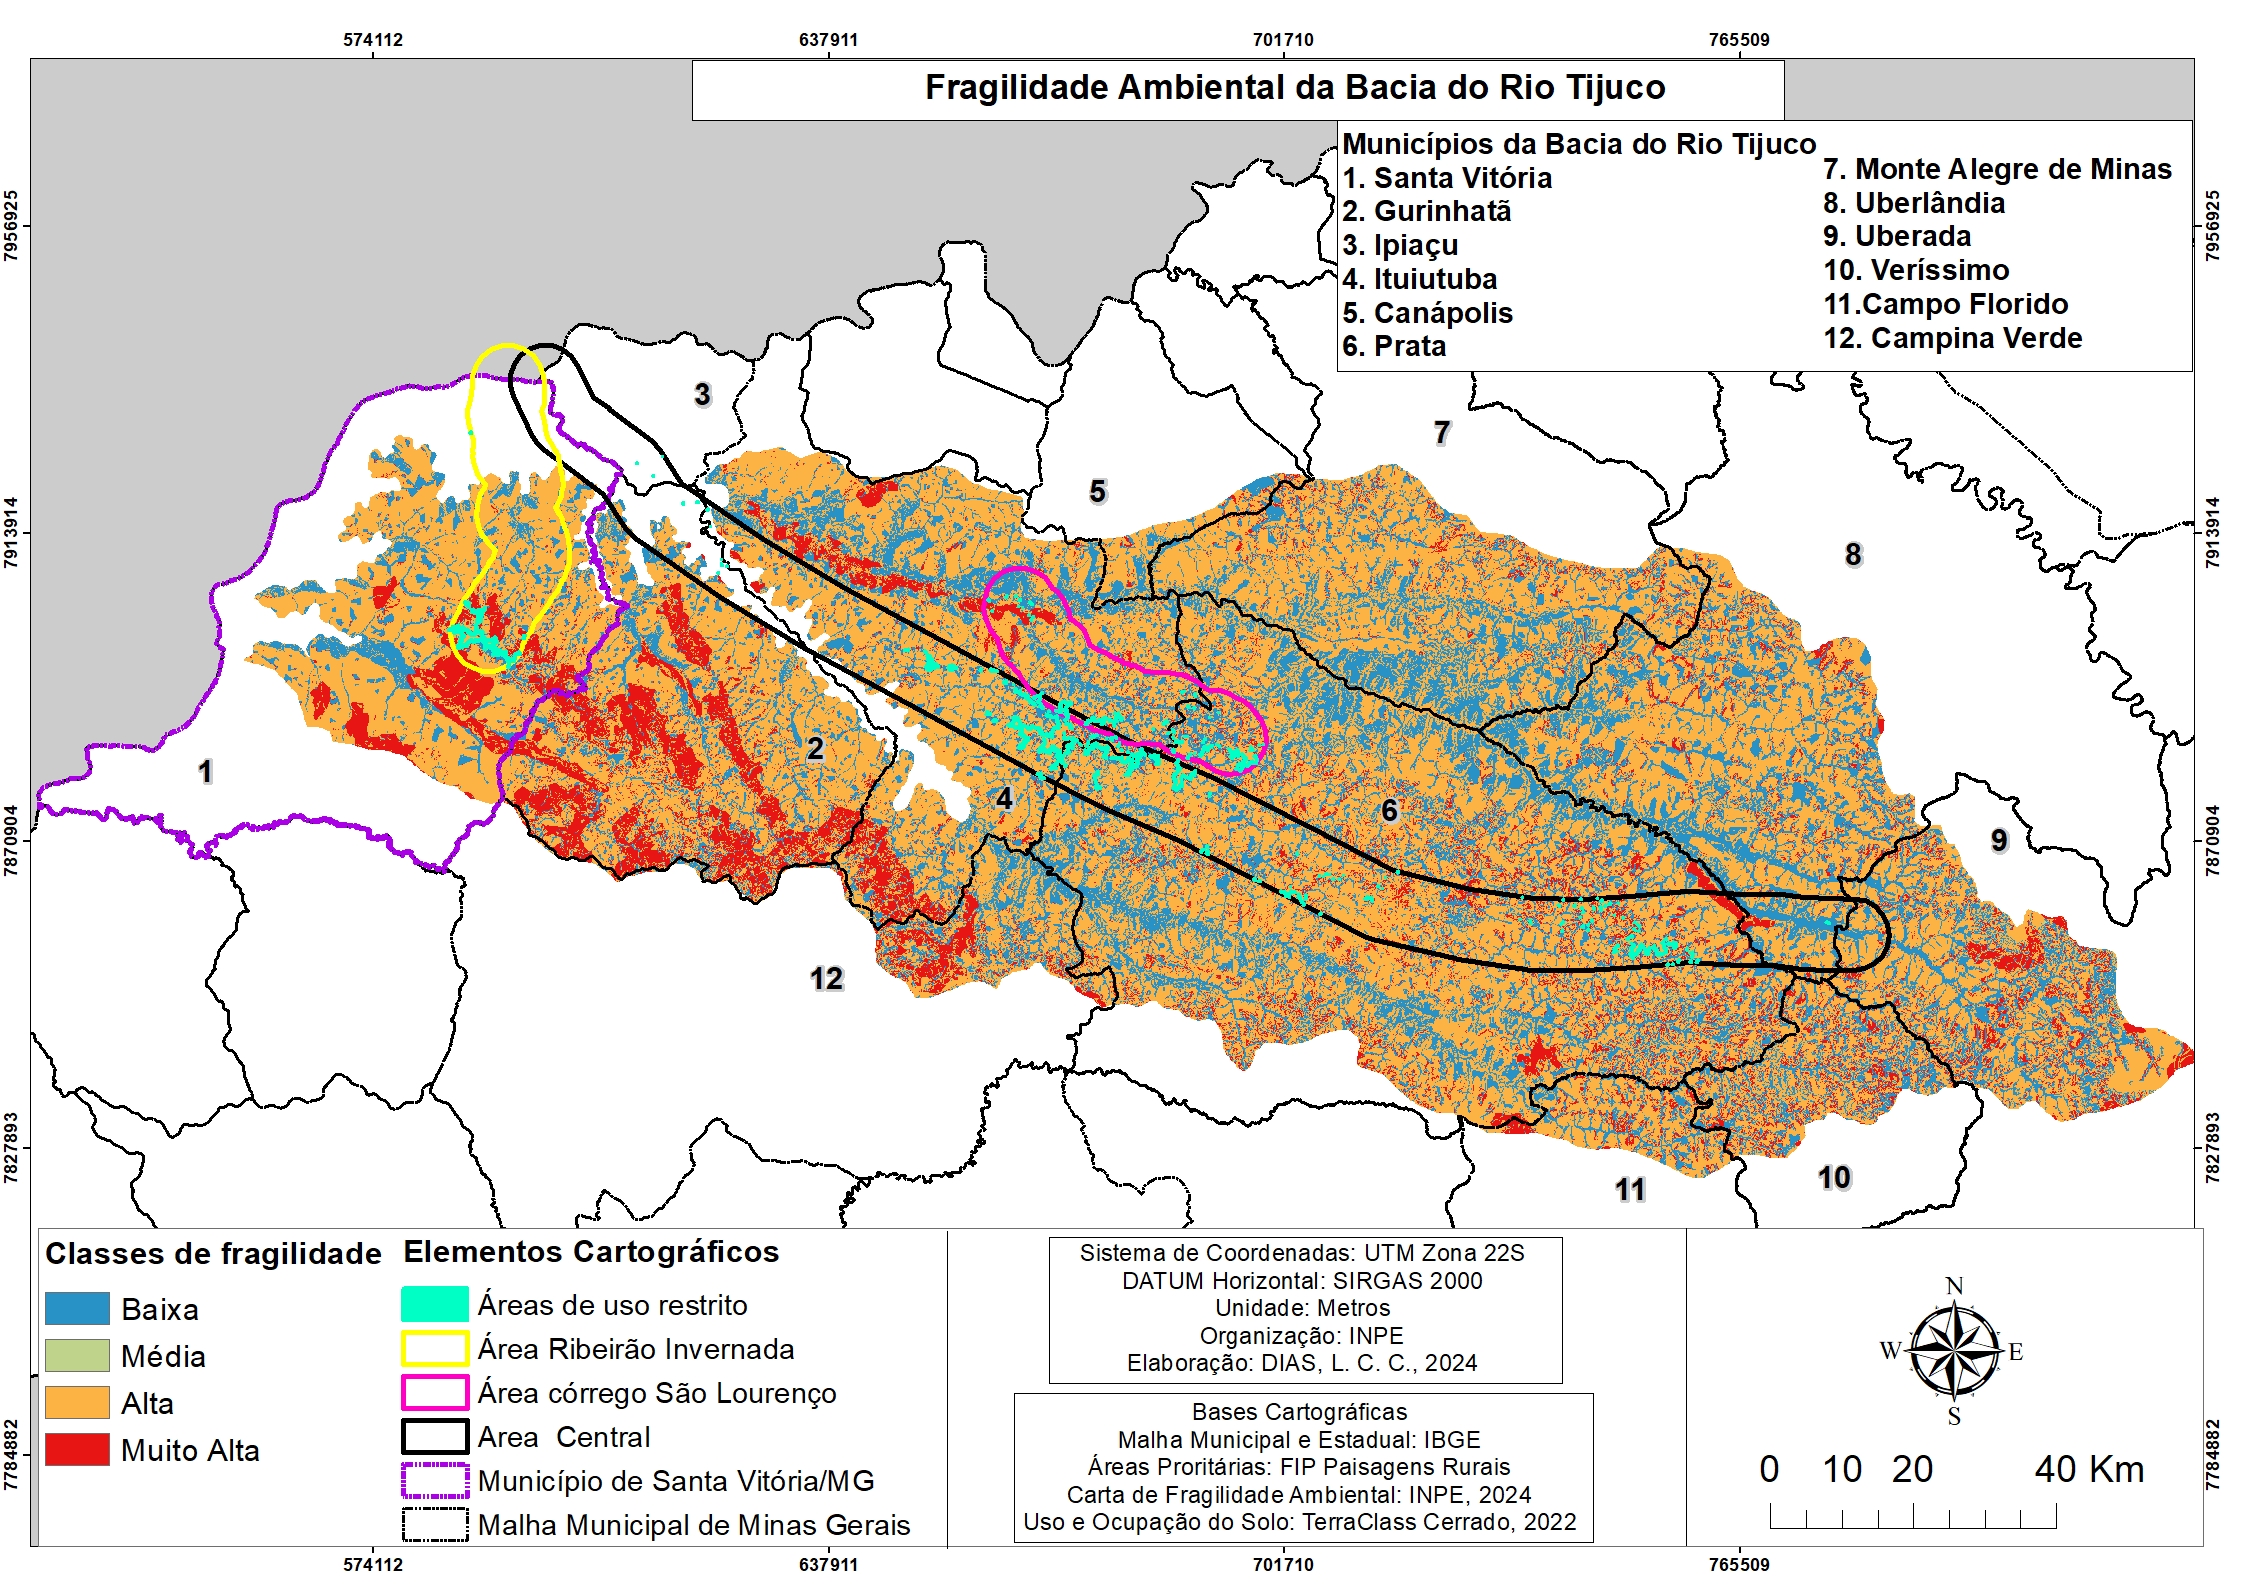 574112 637911 701710 765509
Fragilidade Ambiental da Bacia do Rio Tijuco
Municípios da Bacia do Rio Tijuco
1. Santa Vitória
2. Gurinhatã
3. Ipiaçu
4. Ituiutuba
5. Canápolis
6. Prata
7. Monte Alegre de Minas
8. Uberlândia
9. Uberada
10. Veríssimo
11.Campo Florido
12. Campina Verde
7956925
7913914
7870904
7827893
7784882
7956925
7913914
7870904
7827893
7784882
3
7
5
8
2
1
4
6
9
12
11
10
Classes de fragilidade
Baixa
Média
Alta
Muito Alta
Elementos Cartográficos
Áreas de uso restrito
Área Ribeirão Invernada
Área córrego São Lourenço
Area Central
Município de Santa Vitória/MG
Malha Municipal de Minas Gerais
Sistema de Coordenadas: UTM Zona 22S
DATUM Horizontal: SIRGAS 2000
Unidade: Metros
Organização: INPE
Elaboração: DIAS, L. C. C., 2024
Bases Cartográficas
Malha Municipal e Estadual: IBGE
Áreas Proritárias: FIP Paisagens Rurais
Carta de Fragilidade Ambiental: INPE, 2024
Uso e Ocupação do Solo: TerraClass Cerrado, 2022
N
W E
S
0 10 20 40 Km
574112 637911 701710 765509